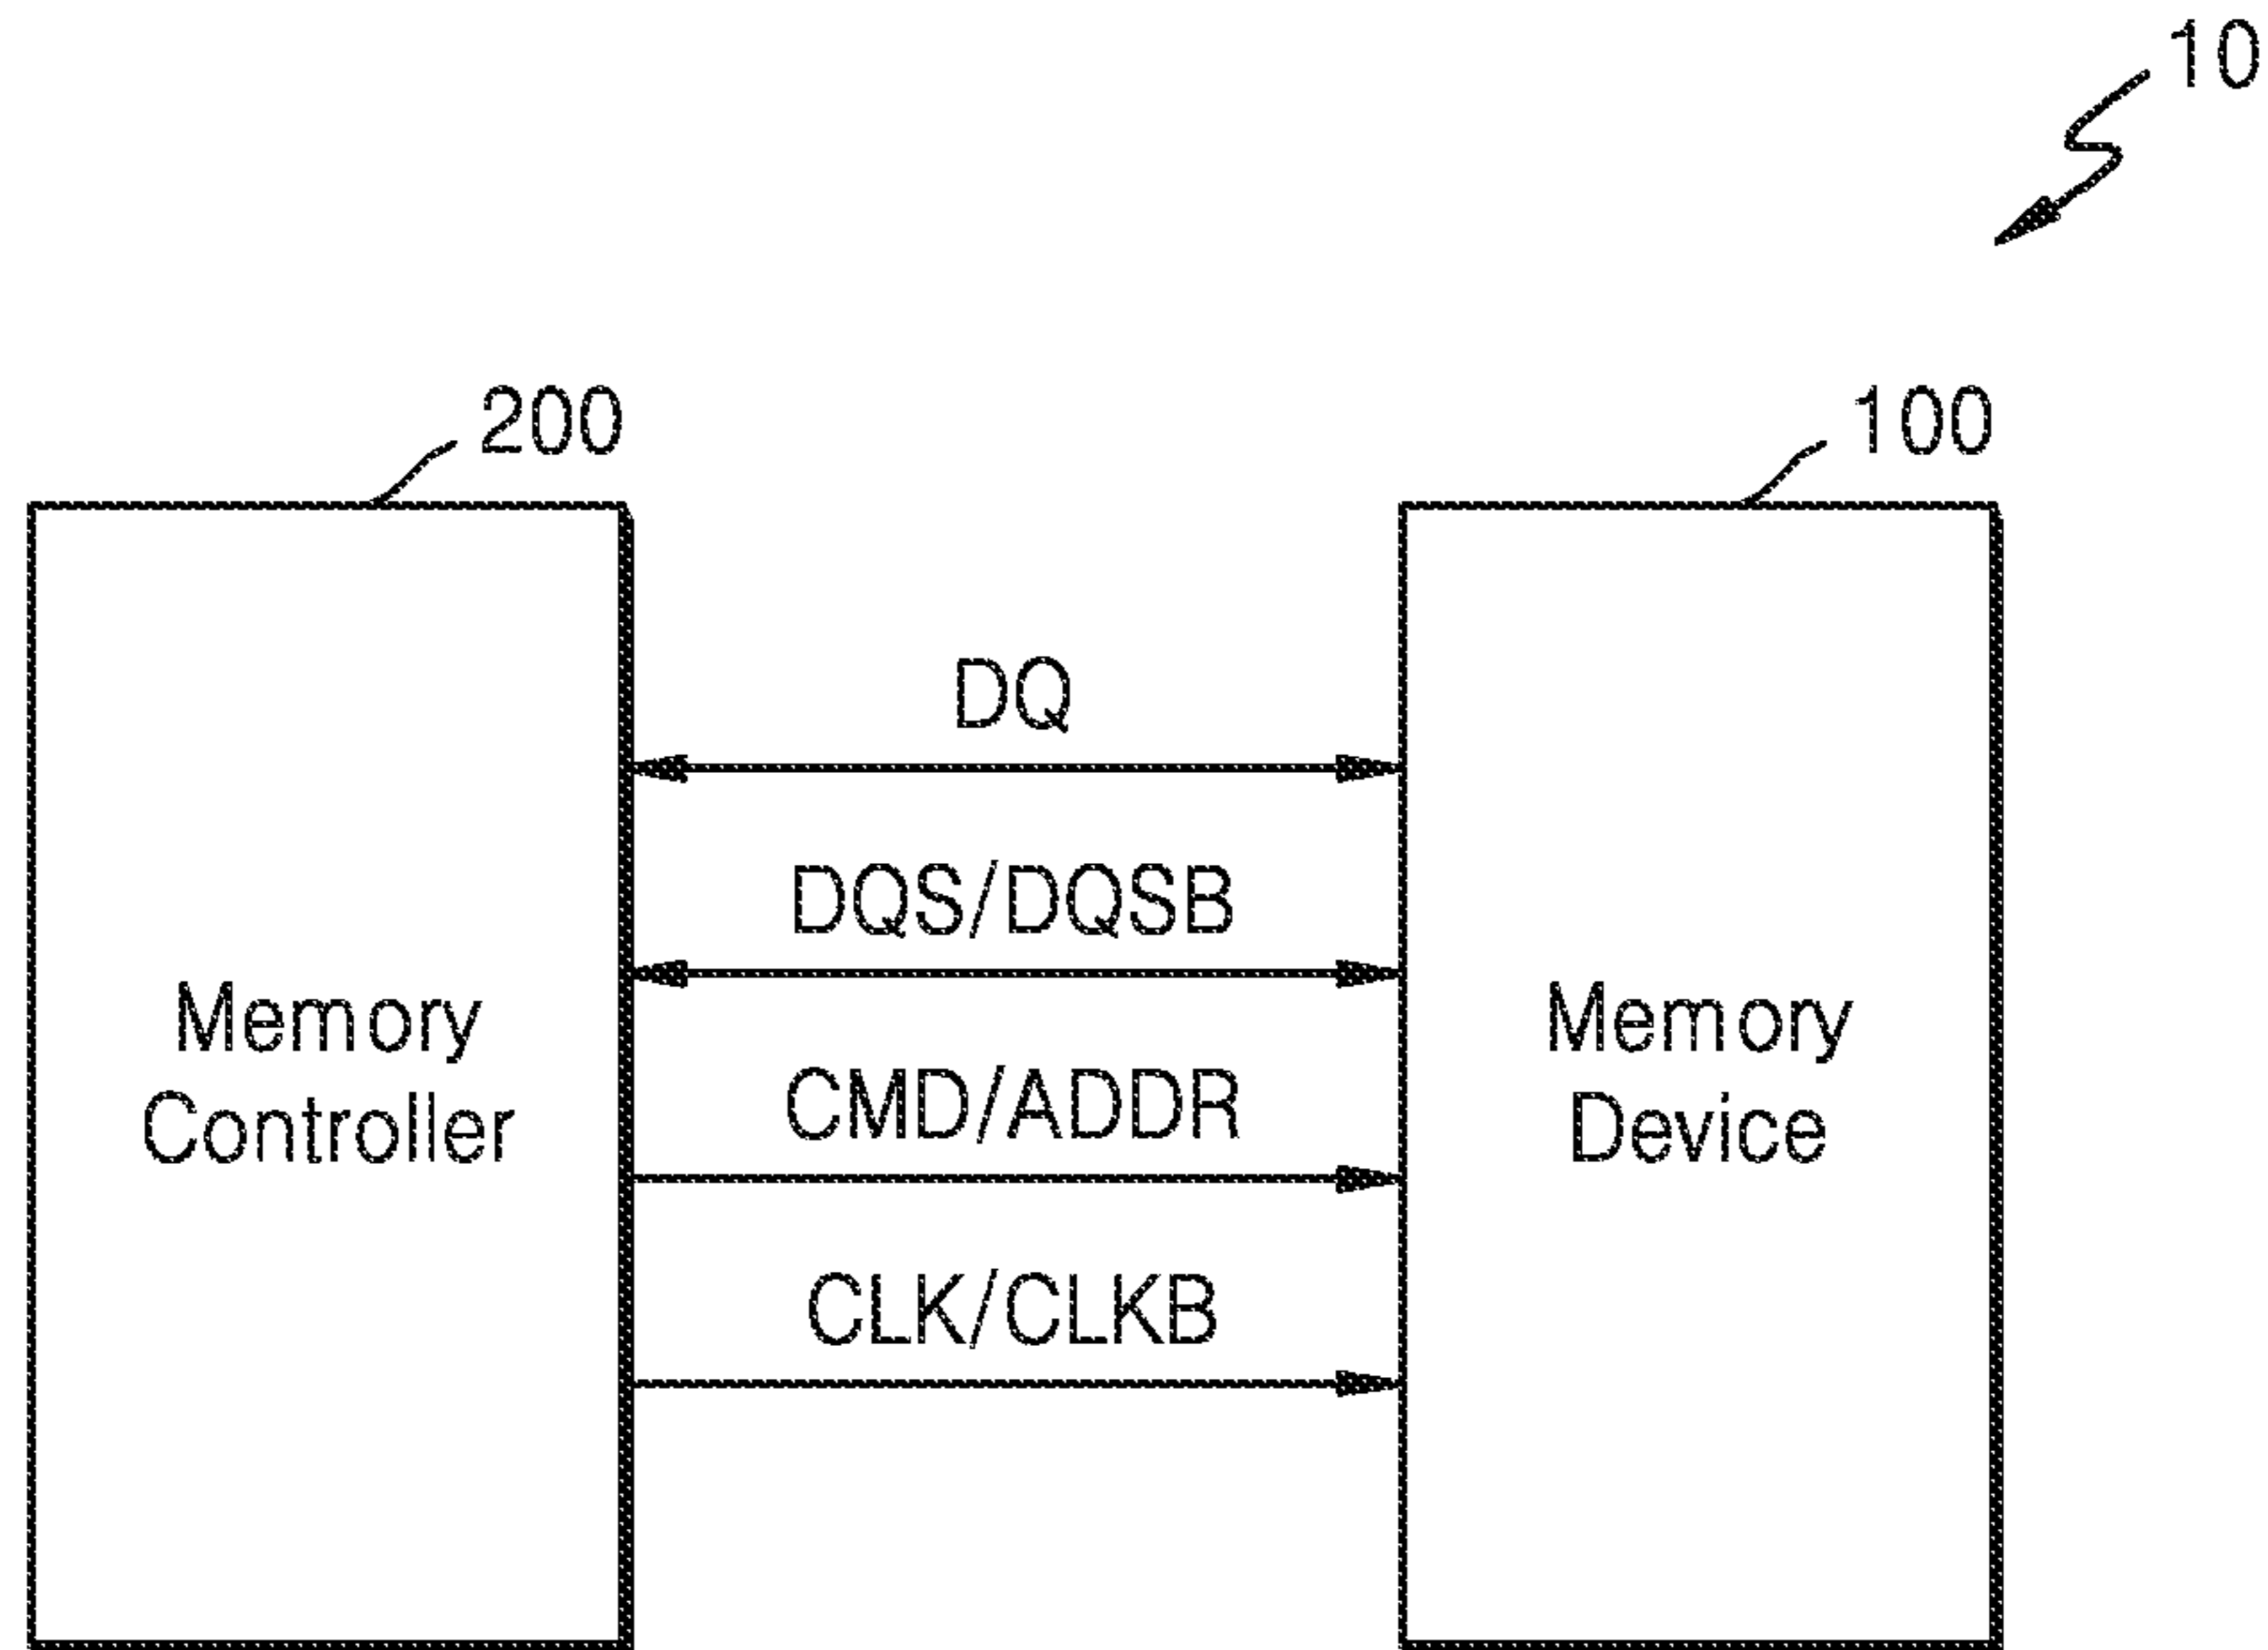 10
200
100
DQ
DQS/DQSB
Memory
Controller
CMD/ADDR
CLK/CLKB
Memory
Device